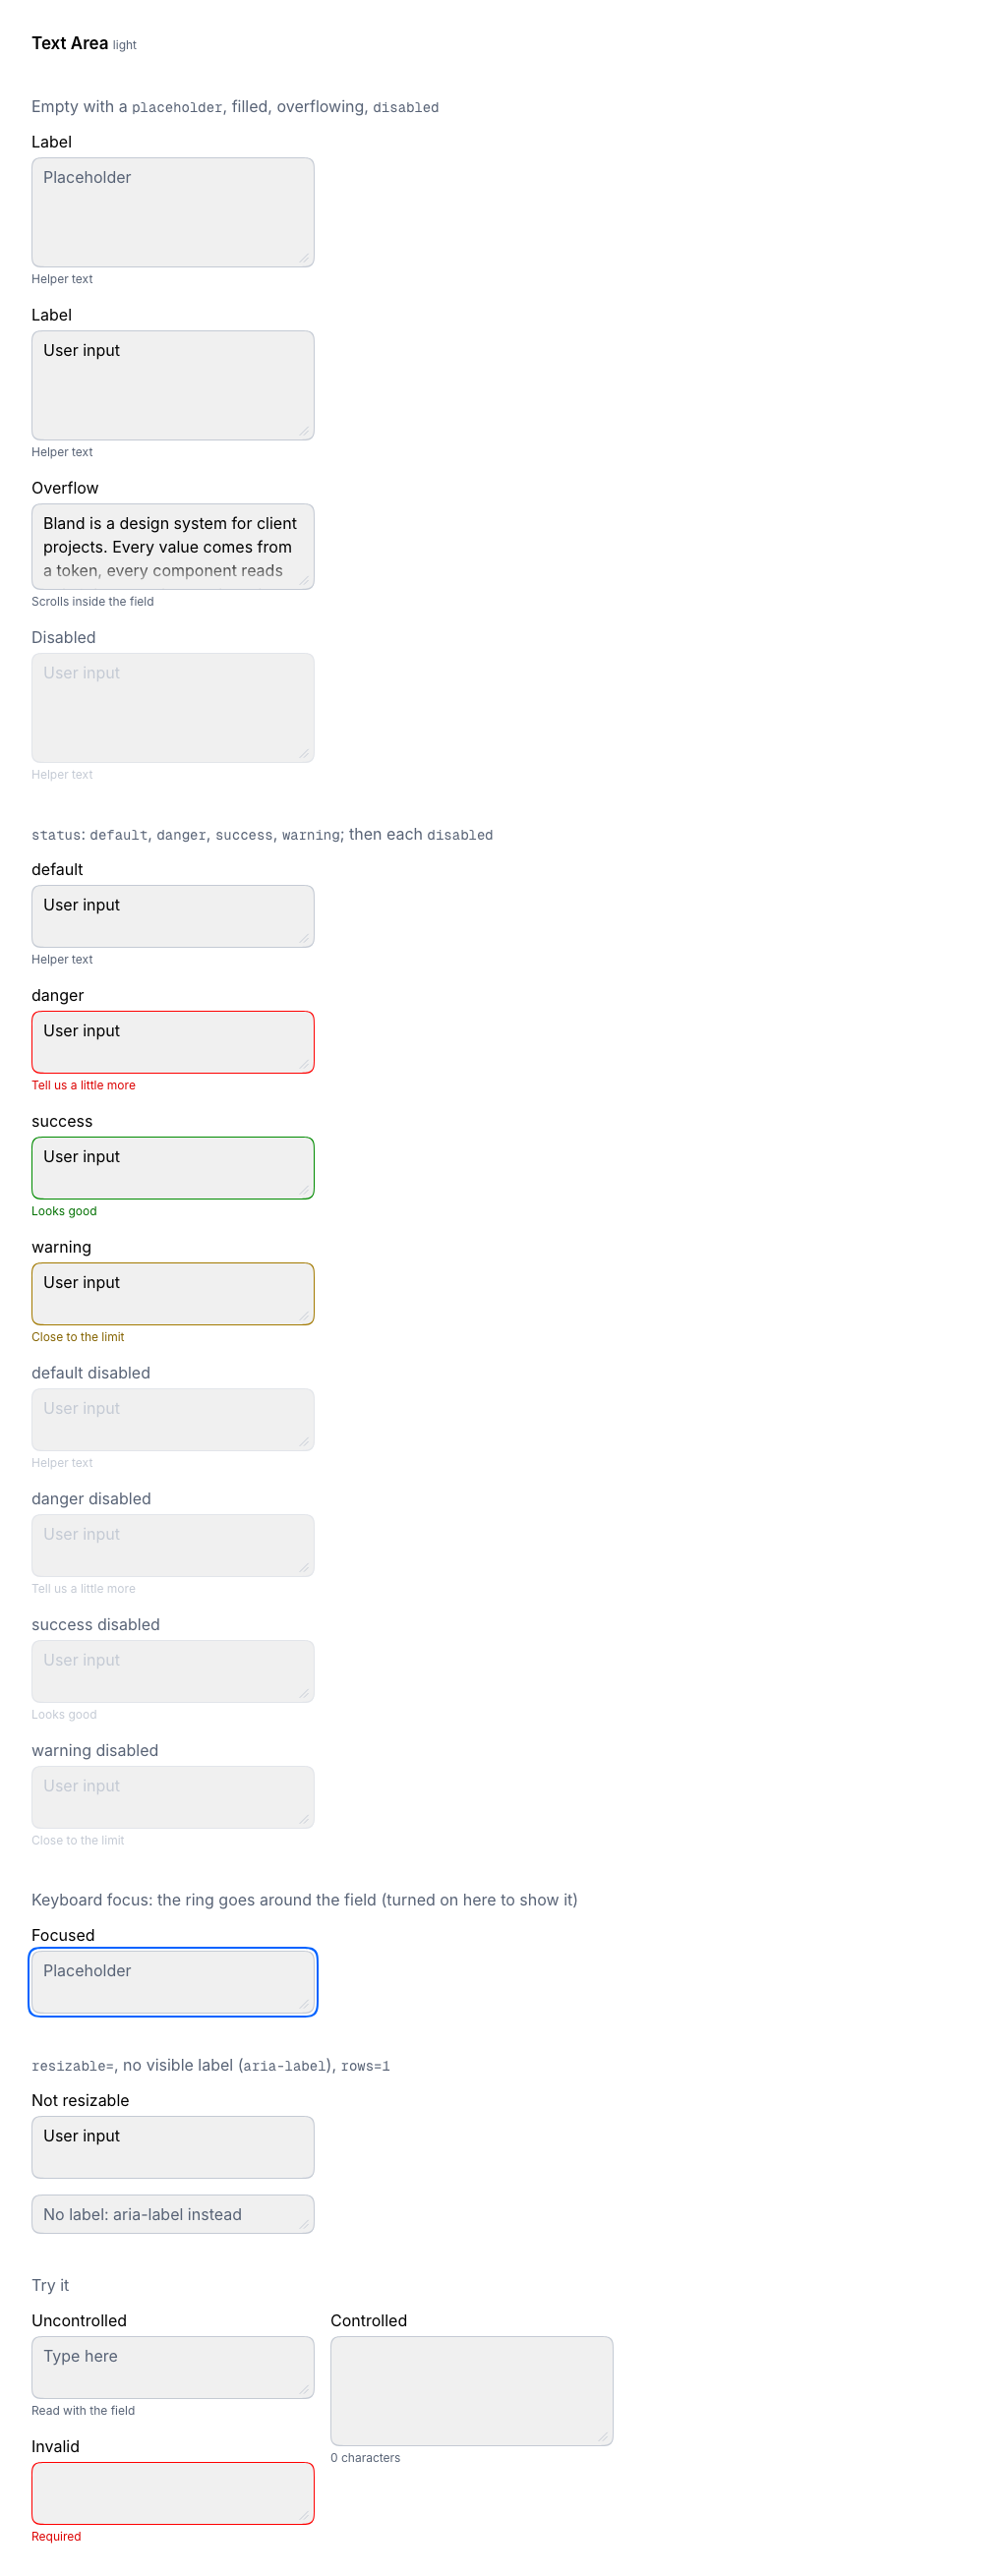 Text Area light
Empty with a placeholder, filled, overflowing, disabled
Label
Placeholder
Helper text
Label
User input
Helper text
Overflow
Bland is a design system for client
projects. Every value comes from
a token, every component reads
Scrolls inside the field
Disabled
User input
Helper text
status: default, danger, success, warning; then each disabled
default
User input
Helper text
danger
User input
Tell us a little more
success
User input
Looks good
warning
User input
Close to the limit
default disabled
User input
Helper text
danger disabled
User input
Tell us a little more
success disabled
User input
Looks good
warning disabled
User input
Close to the limit
Keyboard focus: the ring goes around the field (turned on here to show it)
Focused
Placeholder
resizable=, no visible label (aria-label), rows=1
Not resizable
User input
No label: aria-label instead
Try it
Uncontrolled
Type here
Read with the field
Invalid
Required
Controlled
0 characters